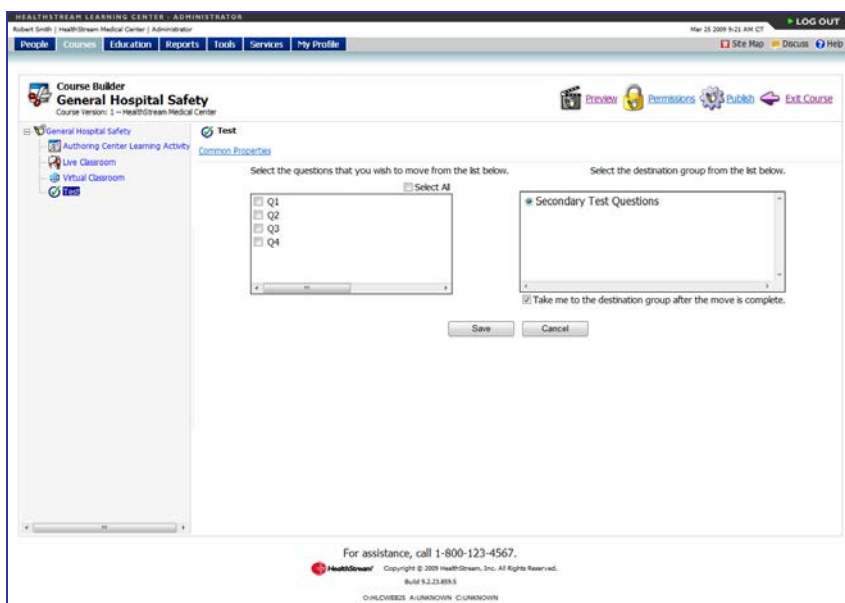 HEALTHSTREAM LEARNING CENTER : ADMINISTRATOR
LOG OUT
Robert Smith | HealthStream Medical Center | Administrator
Mar 25 2009 9:21 AM CT
People Courses Education Reports Tools Services My Profile
Site Map Discuss Help
Course Builder
General Hospital Safety
Course Version: 1 -- HealthStream Medical Center
Preview Permissions Publish Exit Course
General Hospital Safety
Authoring Center Learning Activity
Live Classroom
Virtual Classroom
Test
Test
Common Properties
Select the questions that you wish to move from the list below.
Select All
Q1
Q2
Q3
Q4
Select the destination group from the list below.
Secondary Test Questions
Take me to the destination group after the move is complete.
Save Cancel
For assistance, call 1-800-123-4567.
HealthStream Copyright © 2009 HealthStream, Inc. All Rights Reserved.
Build 9.2.23.859.5
O:HLCWEB25 A:UNKNOWN C:UNKNOWN